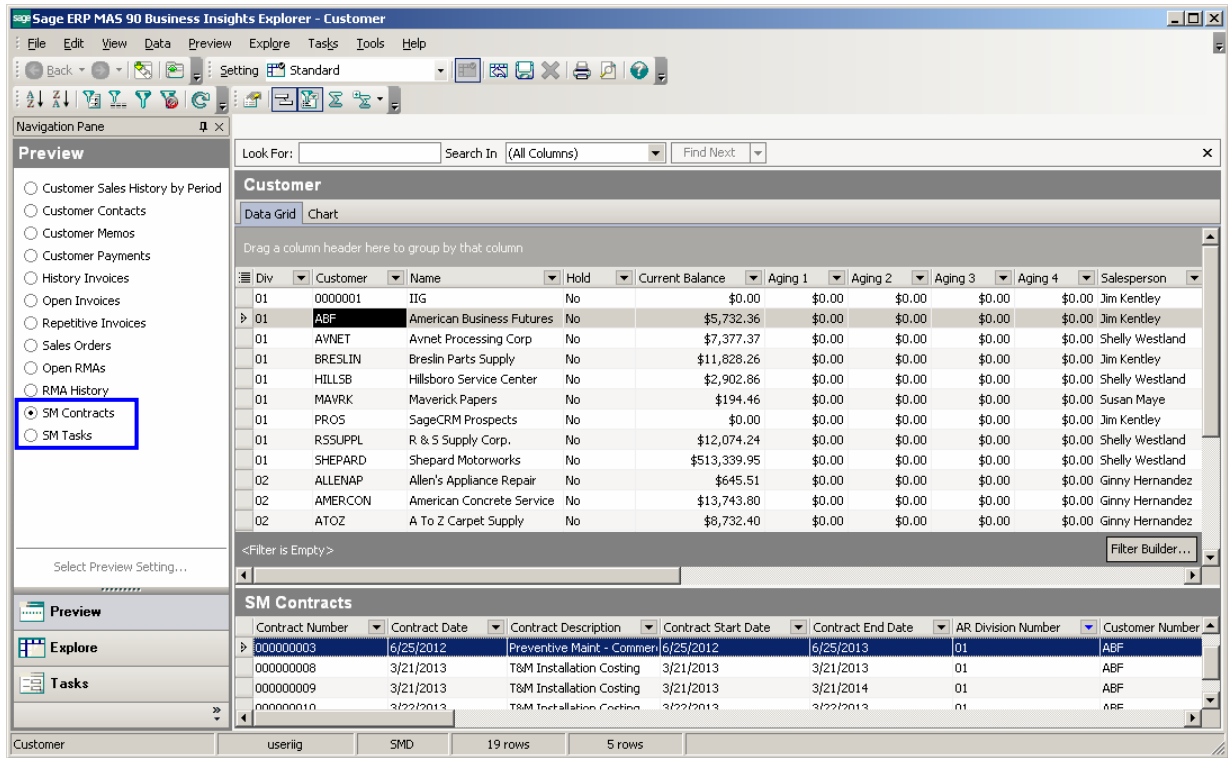 sage Sage ERP MAS 90 Business Insights Explorer - Customer
File Edit View Data Preview Explore Tasks Tools Help
Back Setting Standard
Navigation Pane
Preview
Look For: Search In (All Columns) Find Next
Customer Sales History by Period
Customer Contacts
Customer Memos
Customer Payments
History Invoices
Open Invoices
Repetitive Invoices
Sales Orders
Open RMAs
RMA History
SM Contracts
SM Tasks
Select Preview Setting...
Preview
Explore
Tasks
Customer
Data Grid Chart
Drag a column header here to group by that column
Div Customer Name Hold Current Balance Aging 1 Aging 2 Aging 3 Aging 4 Salesperson
01 0000001 IIG No $0.00 $0.00 $0.00 $0.00 $0.00 Jim Kentley
01 ABF American Business Futures No $5,732.36 $0.00 $0.00 $0.00 $0.00 Jim Kentley
01 AVNET Avnet Processing Corp No $7,377.37 $0.00 $0.00 $0.00 $0.00 Shelly Westland
01 BRESLIN Breslin Parts Supply No $11,828.26 $0.00 $0.00 $0.00 $0.00 Jim Kentley
01 HILLSB Hillsboro Service Center No $2,902.86 $0.00 $0.00 $0.00 $0.00 Shelly Westland
01 MAVRK Maverick Papers No $194.46 $0.00 $0.00 $0.00 $0.00 Susan Maye
01 PROS SageCRM Prospects No $0.00 $0.00 $0.00 $0.00 $0.00 Jim Kentley
01 RSSUPPL R & S Supply Corp. No $12,074.24 $0.00 $0.00 $0.00 $0.00 Shelly Westland
01 SHEPARD Shepard Motorworks No $513,339.95 $0.00 $0.00 $0.00 $0.00 Shelly Westland
02 ALLENAP Allen's Appliance Repair No $645.51 $0.00 $0.00 $0.00 $0.00 Ginny Hernandez
02 AMERCON American Concrete Service No $13,743.80 $0.00 $0.00 $0.00 $0.00 Ginny Hernandez
02 ATOZ A To Z Carpet Supply No $8,732.40 $0.00 $0.00 $0.00 $0.00 Ginny Hernandez
<Filter is Empty> Filter Builder...
SM Contracts
Contract Number Contract Date Contract Description Contract Start Date Contract End Date AR Division Number Customer Number
000000003 6/25/2012 Preventive Maint - Commer 6/25/2012 6/25/2013 01 ABF
000000008 3/21/2013 T&M Installation Costing 3/21/2013 3/21/2013 01 ABF
000000009 3/21/2013 T&M Installation Costing 3/21/2013 3/21/2014 01 ABF
000000010 3/22/2013 T&M Installation Costing 3/22/2013 3/22/2013 01 ABF
Customer useriig SMD 19 rows 5 rows